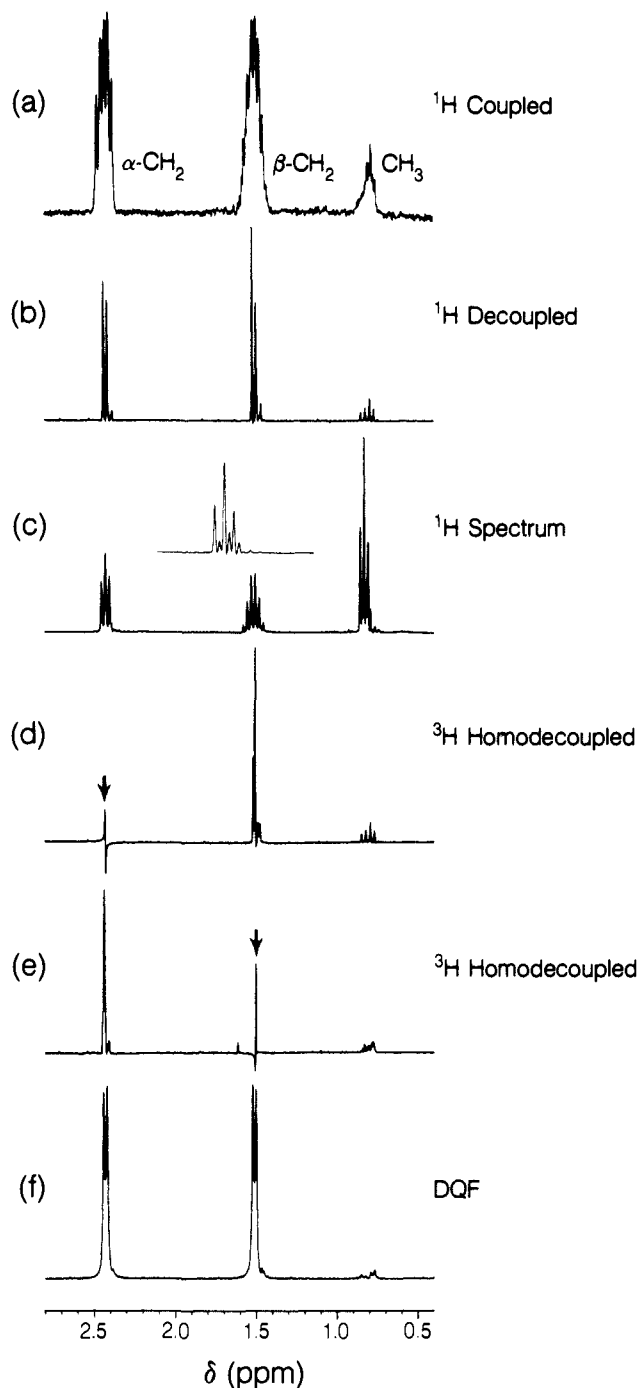 (a)
¹H Coupled
α-CH₂
β-CH₂
CH₃
(b)
¹H Decoupled
(c)
¹H Spectrum
(d)
³H Homodecoupled
(e)
³H Homodecoupled
(f)
DQF
2.5 2.0 1.5 1.0 0.5
δ (ppm)